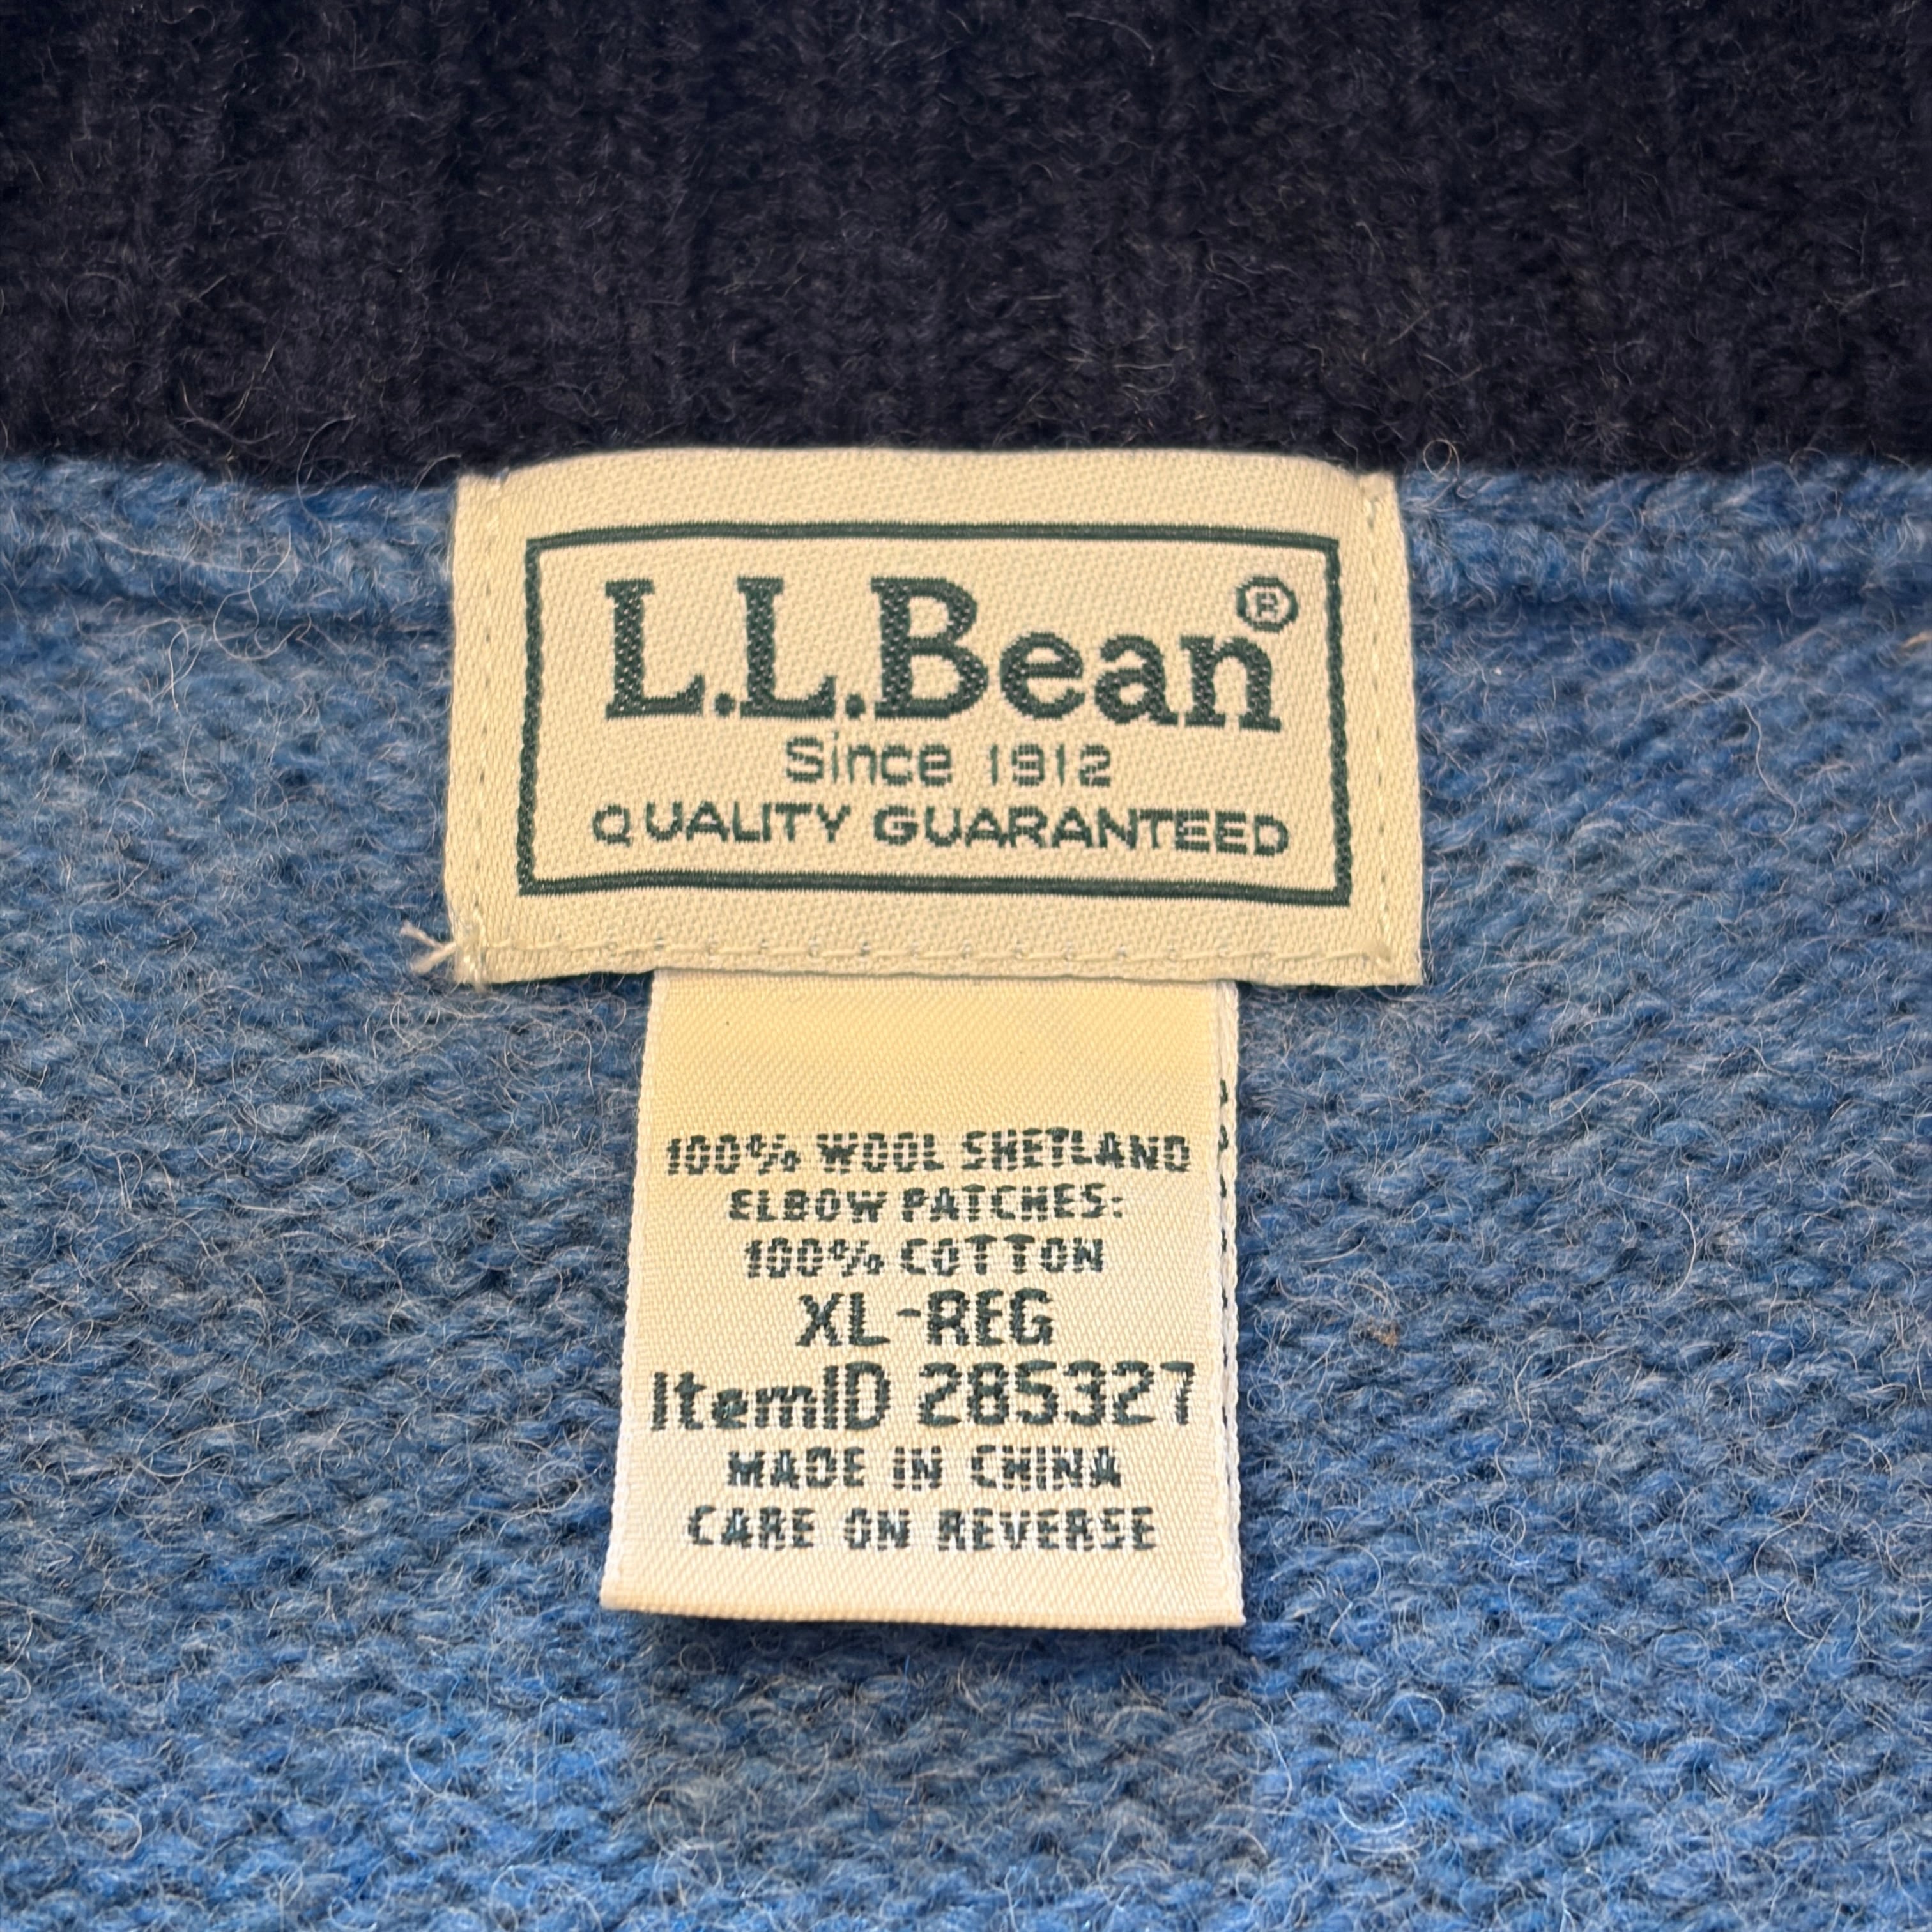 L.L.Bean®
Since 1912
QUALITY GUARANTEED
100% WOOL SHETLAND
ELBOW PATCHES:
100% COTTON
XL-REG
ItemID 285327
MADE IN CHINA
CARE ON REVERSE